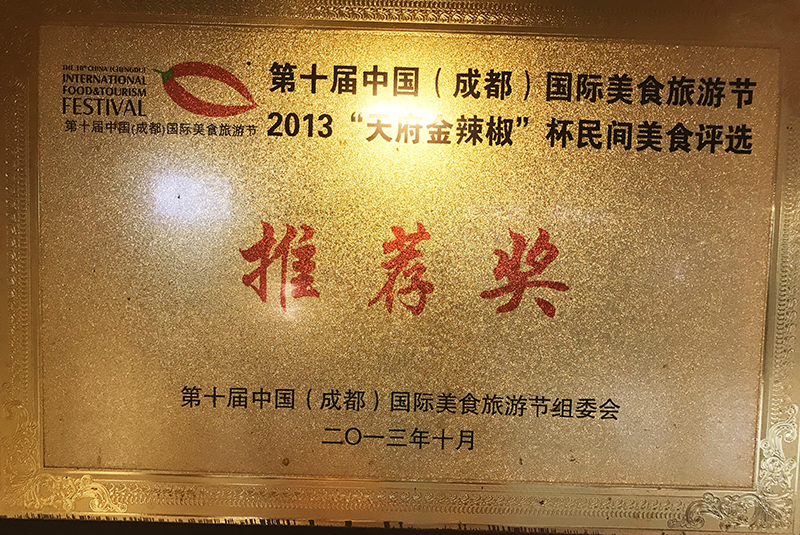 THE 10th CHINA (CHENGDU)
INTERNATIONAL
FOOD&TOURISM
FESTIVAL
第十届中国(成都)国际美食旅游节
第十届中国（成都）国际美食旅游节
2013“天府金辣椒”杯民间美食评选
推荐奖
第十届中国（成都）国际美食旅游节组委会
二〇一三年十月